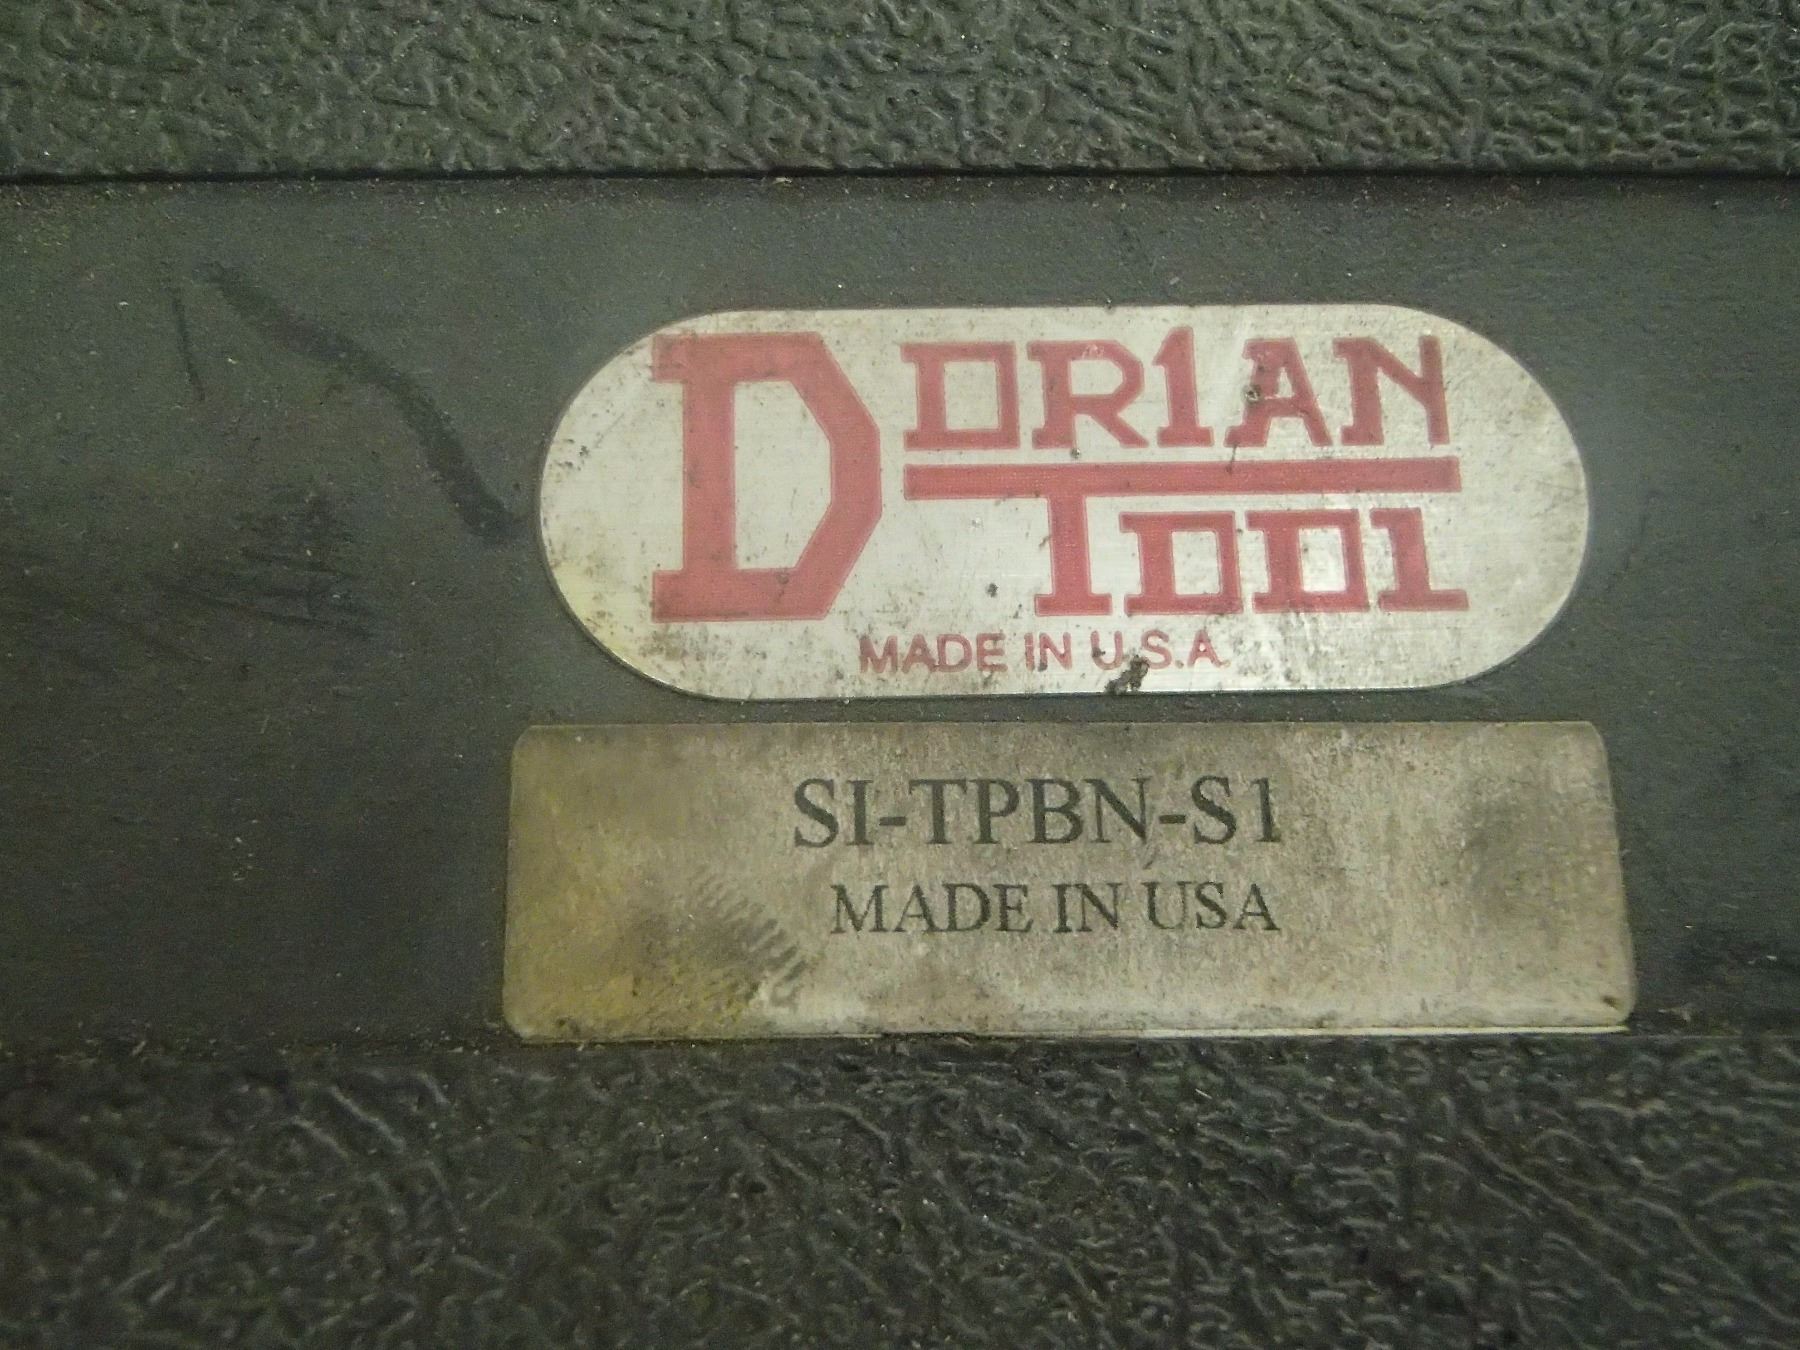 DORIAN
TOOL
MADE IN U.S.A.
SI-TPBN-S1
MADE IN USA